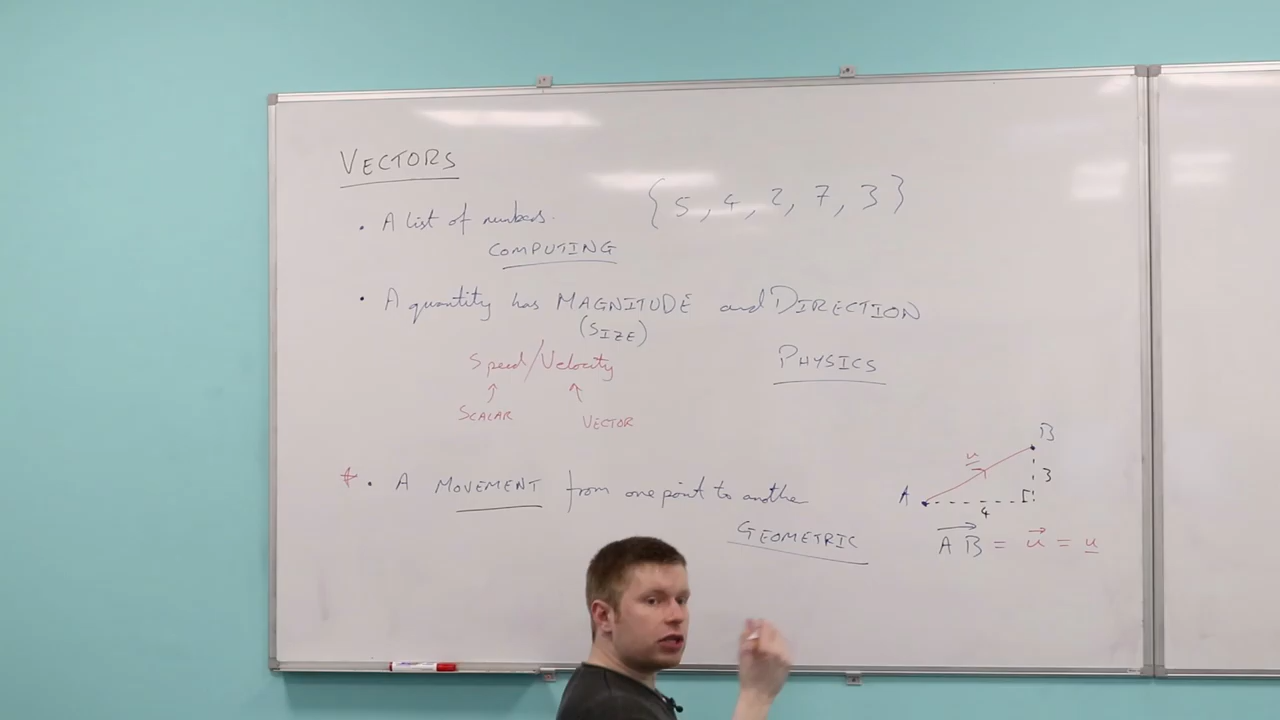 VECTORS
• A list of numbers. {5, 4, 2, 7, 3}
COMPUTING
• A quantity has MAGNITUDE and DIRECTION
(SIZE)
Speed/Velocity
PHYSICS
↑ ↑
SCALAR VECTOR
* • A MOVEMENT from one point to another
GEOMETRIC
B
u
3
A
4
AB⃗ = u⃗ = u̲